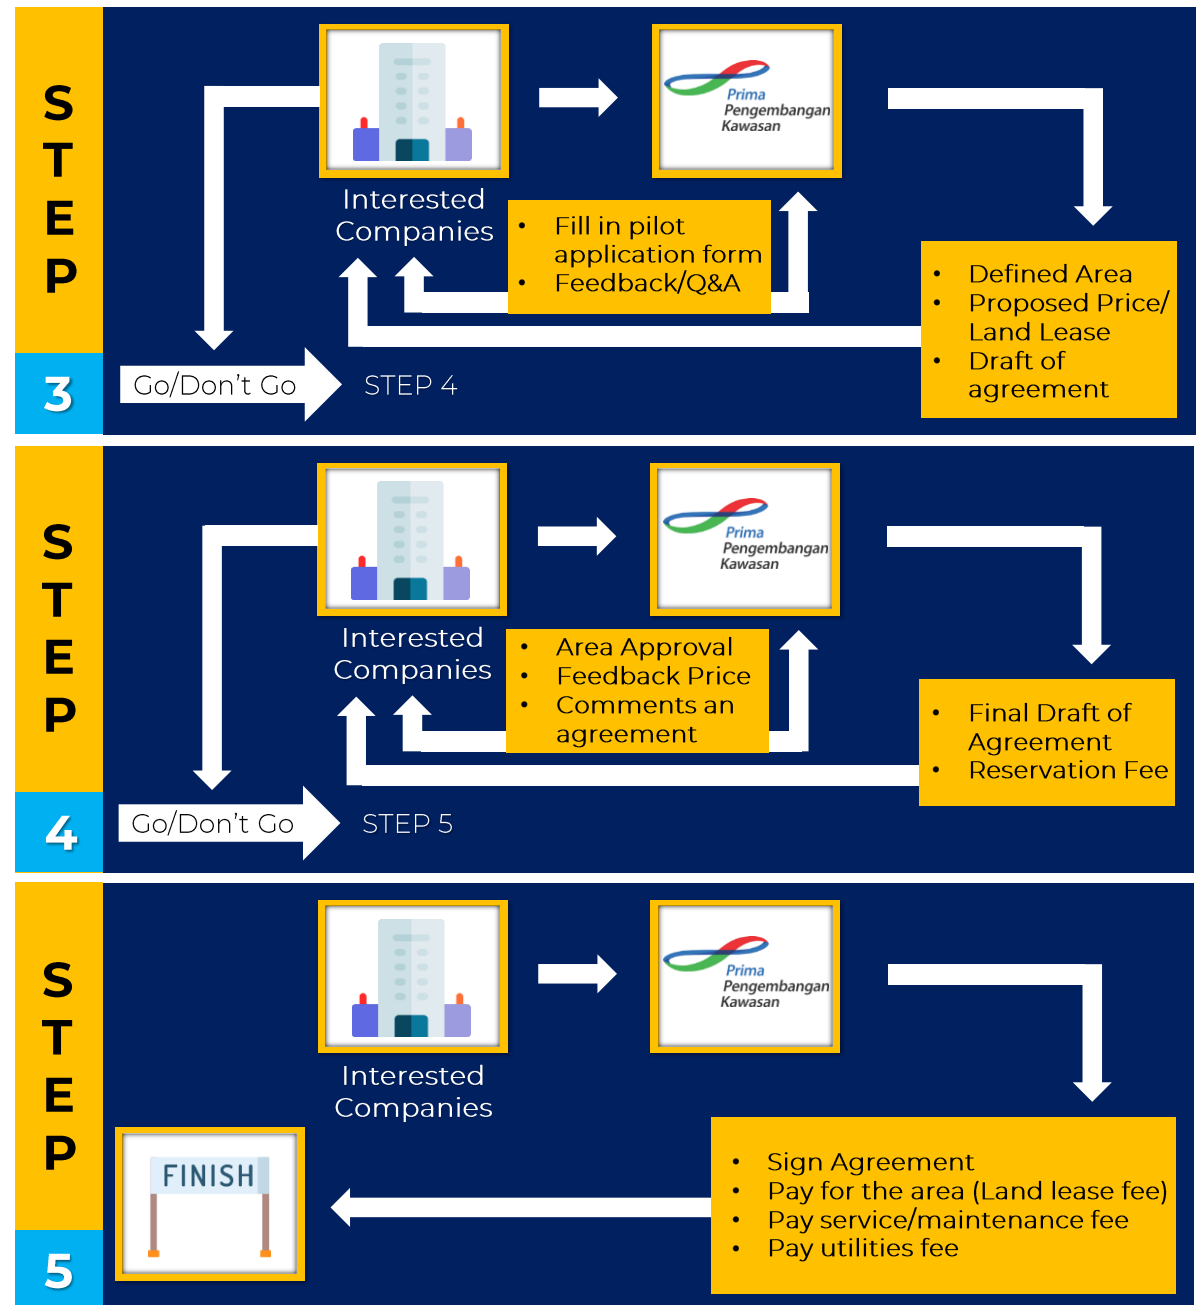 STEP
3
Interested
Companies
Prima
Pengembangan
Kawasan
• Fill in pilot
application form
• Feedback/Q&A
• Defined Area
• Proposed Price/
Land Lease
• Draft of
agreement
Go/Don't Go
STEP 4
STEP
4
Interested
Companies
Prima
Pengembangan
Kawasan
• Area Approval
• Feedback Price
• Comments an
agreement
• Final Draft of
Agreement
• Reservation Fee
Go/Don't Go
STEP 5
STEP
5
Interested
Companies
Prima
Pengembangan
Kawasan
FINISH
• Sign Agreement
• Pay for the area (Land lease fee)
• Pay service/maintenance fee
• Pay utilities fee